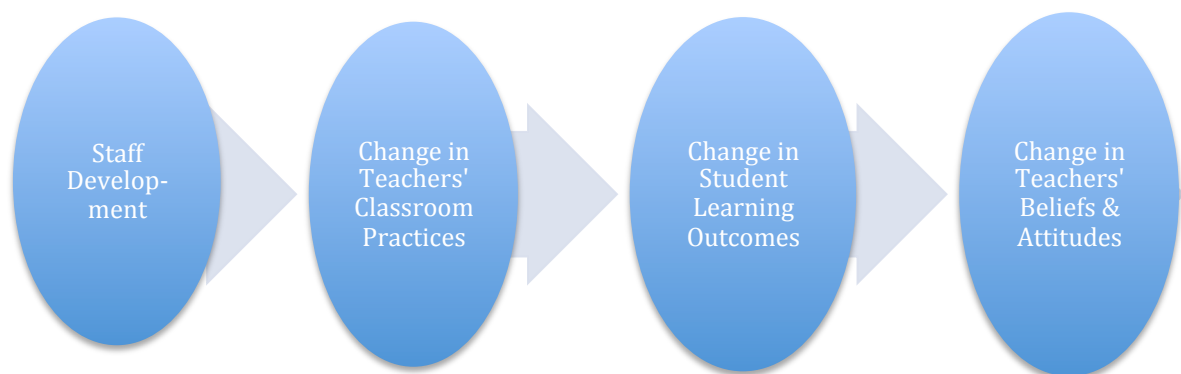 Staff
Develop-
ment
Change in
Teachers'
Classroom
Practices
Change in
Student
Learning
Outcomes
Change in
Teachers'
Beliefs &
Attitudes